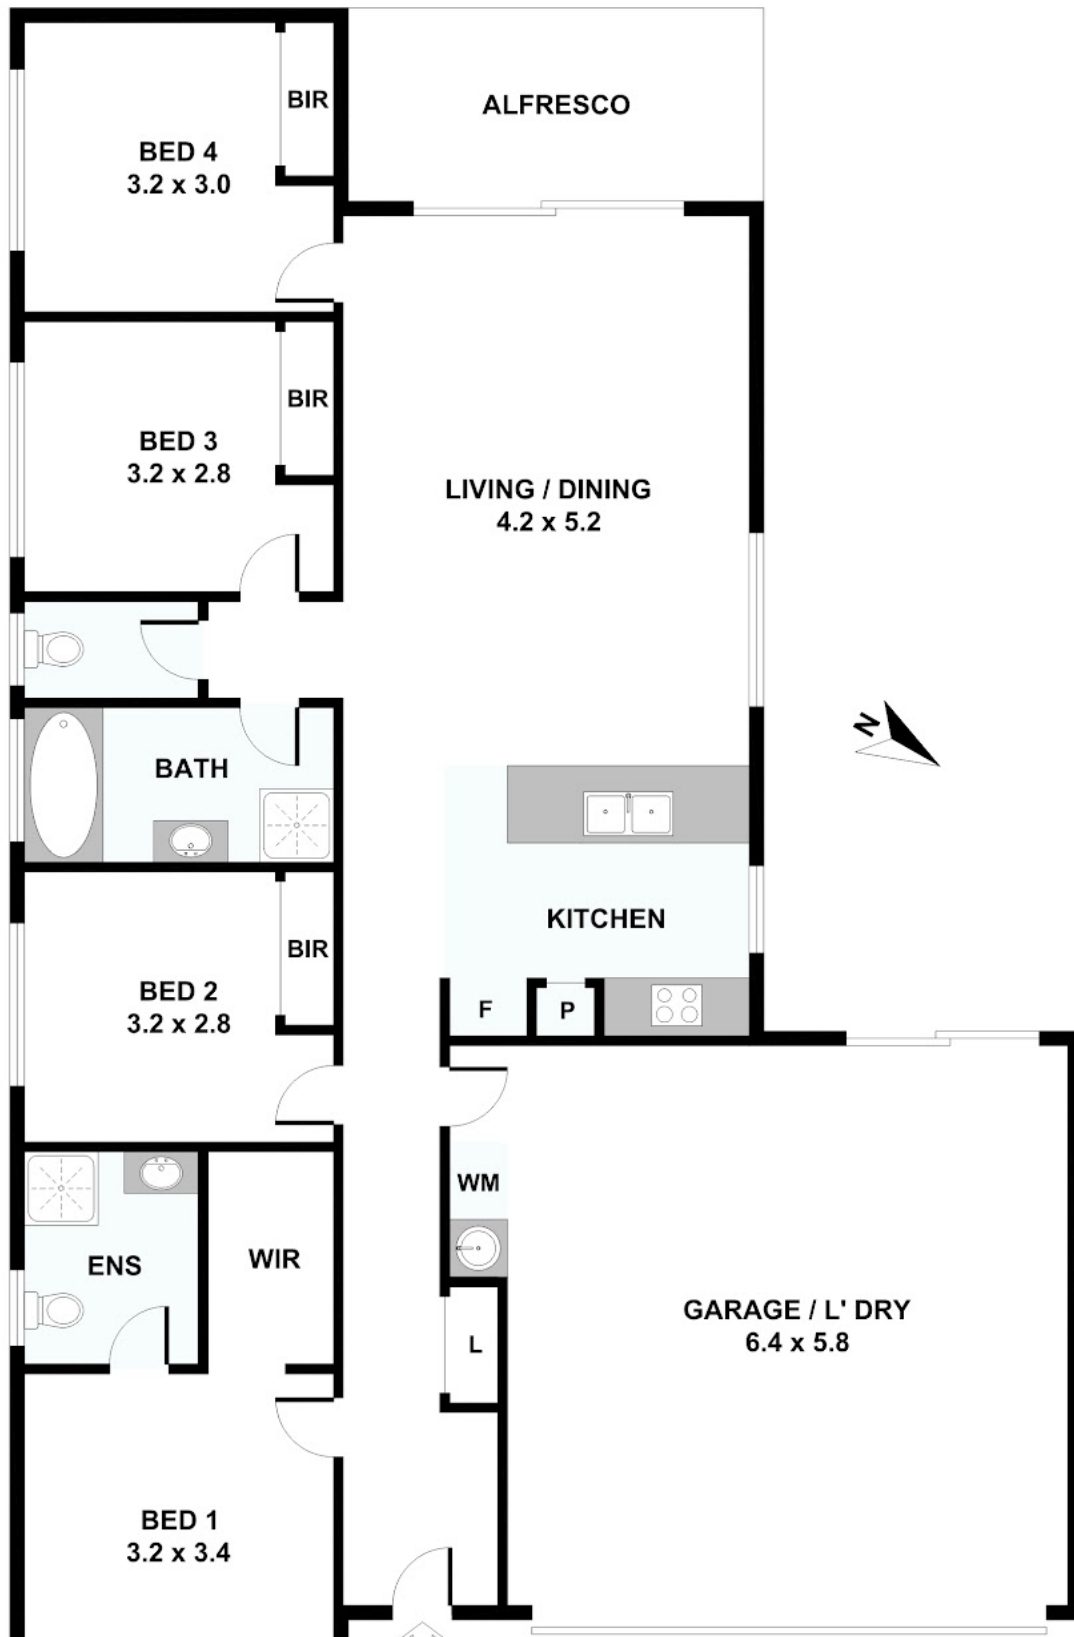 BIR
ALFRESCO
BED 4
3.2 x 3.0
BIR
BED 3
3.2 x 2.8
LIVING / DINING
4.2 x 5.2
N
BATH
KITCHEN
BIR
BED 2
3.2 x 2.8
F
P
WM
ENS
WIR
L
GARAGE / L' DRY
6.4 x 5.8
BED 1
3.2 x 3.4